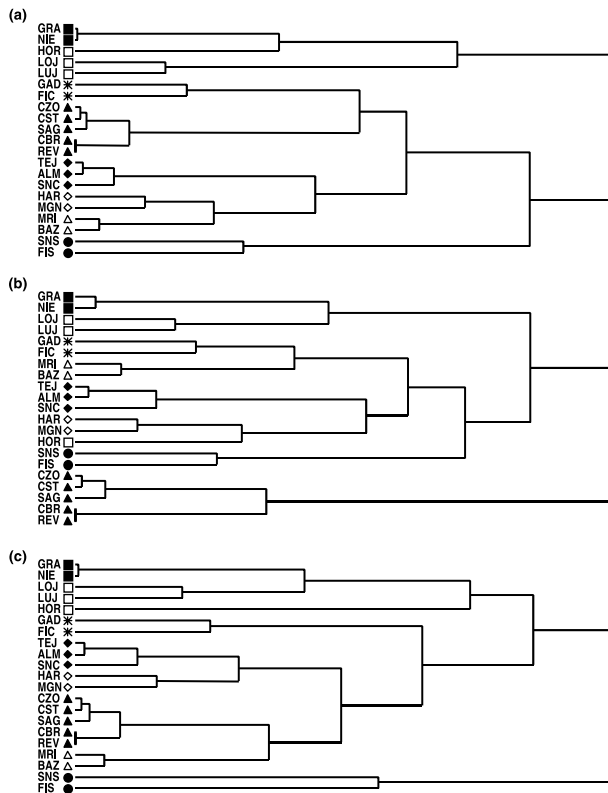 (a)
GRA
NIE
HOR
LOJ
LUJ
GAD
FIC
CZO
CST
SAG
CBR
REV
TEJ
ALM
SNC
HAR
MGN
MRI
BAZ
SNS
FIS
(b)
GRA
NIE
LOJ
LUJ
GAD
FIC
MRI
BAZ
TEJ
ALM
SNC
HAR
MGN
HOR
SNS
FIS
CZO
CST
SAG
CBR
REV
(c)
GRA
NIE
LOJ
LUJ
HOR
GAD
FIC
TEJ
ALM
SNC
HAR
MGN
CZO
CST
SAG
CBR
REV
MRI
BAZ
SNS
FIS